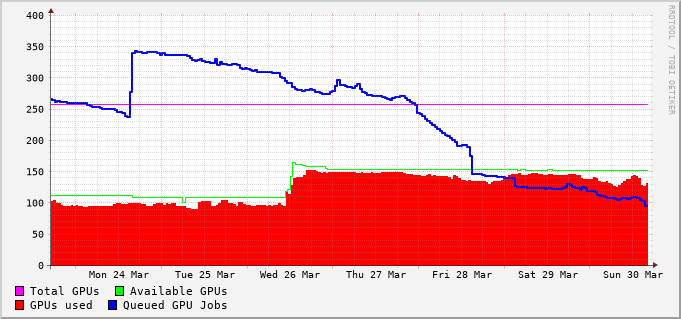 400
350
300
250
200
150
100
50
0
Mon 24 Mar Tue 25 Mar Wed 26 Mar Thu 27 Mar Fri 28 Mar Sat 29 Mar Sun 30 Mar
Total GPUs Available GPUs
GPUs used Queued GPU Jobs
RRDTOOL / TOBI OETIKER